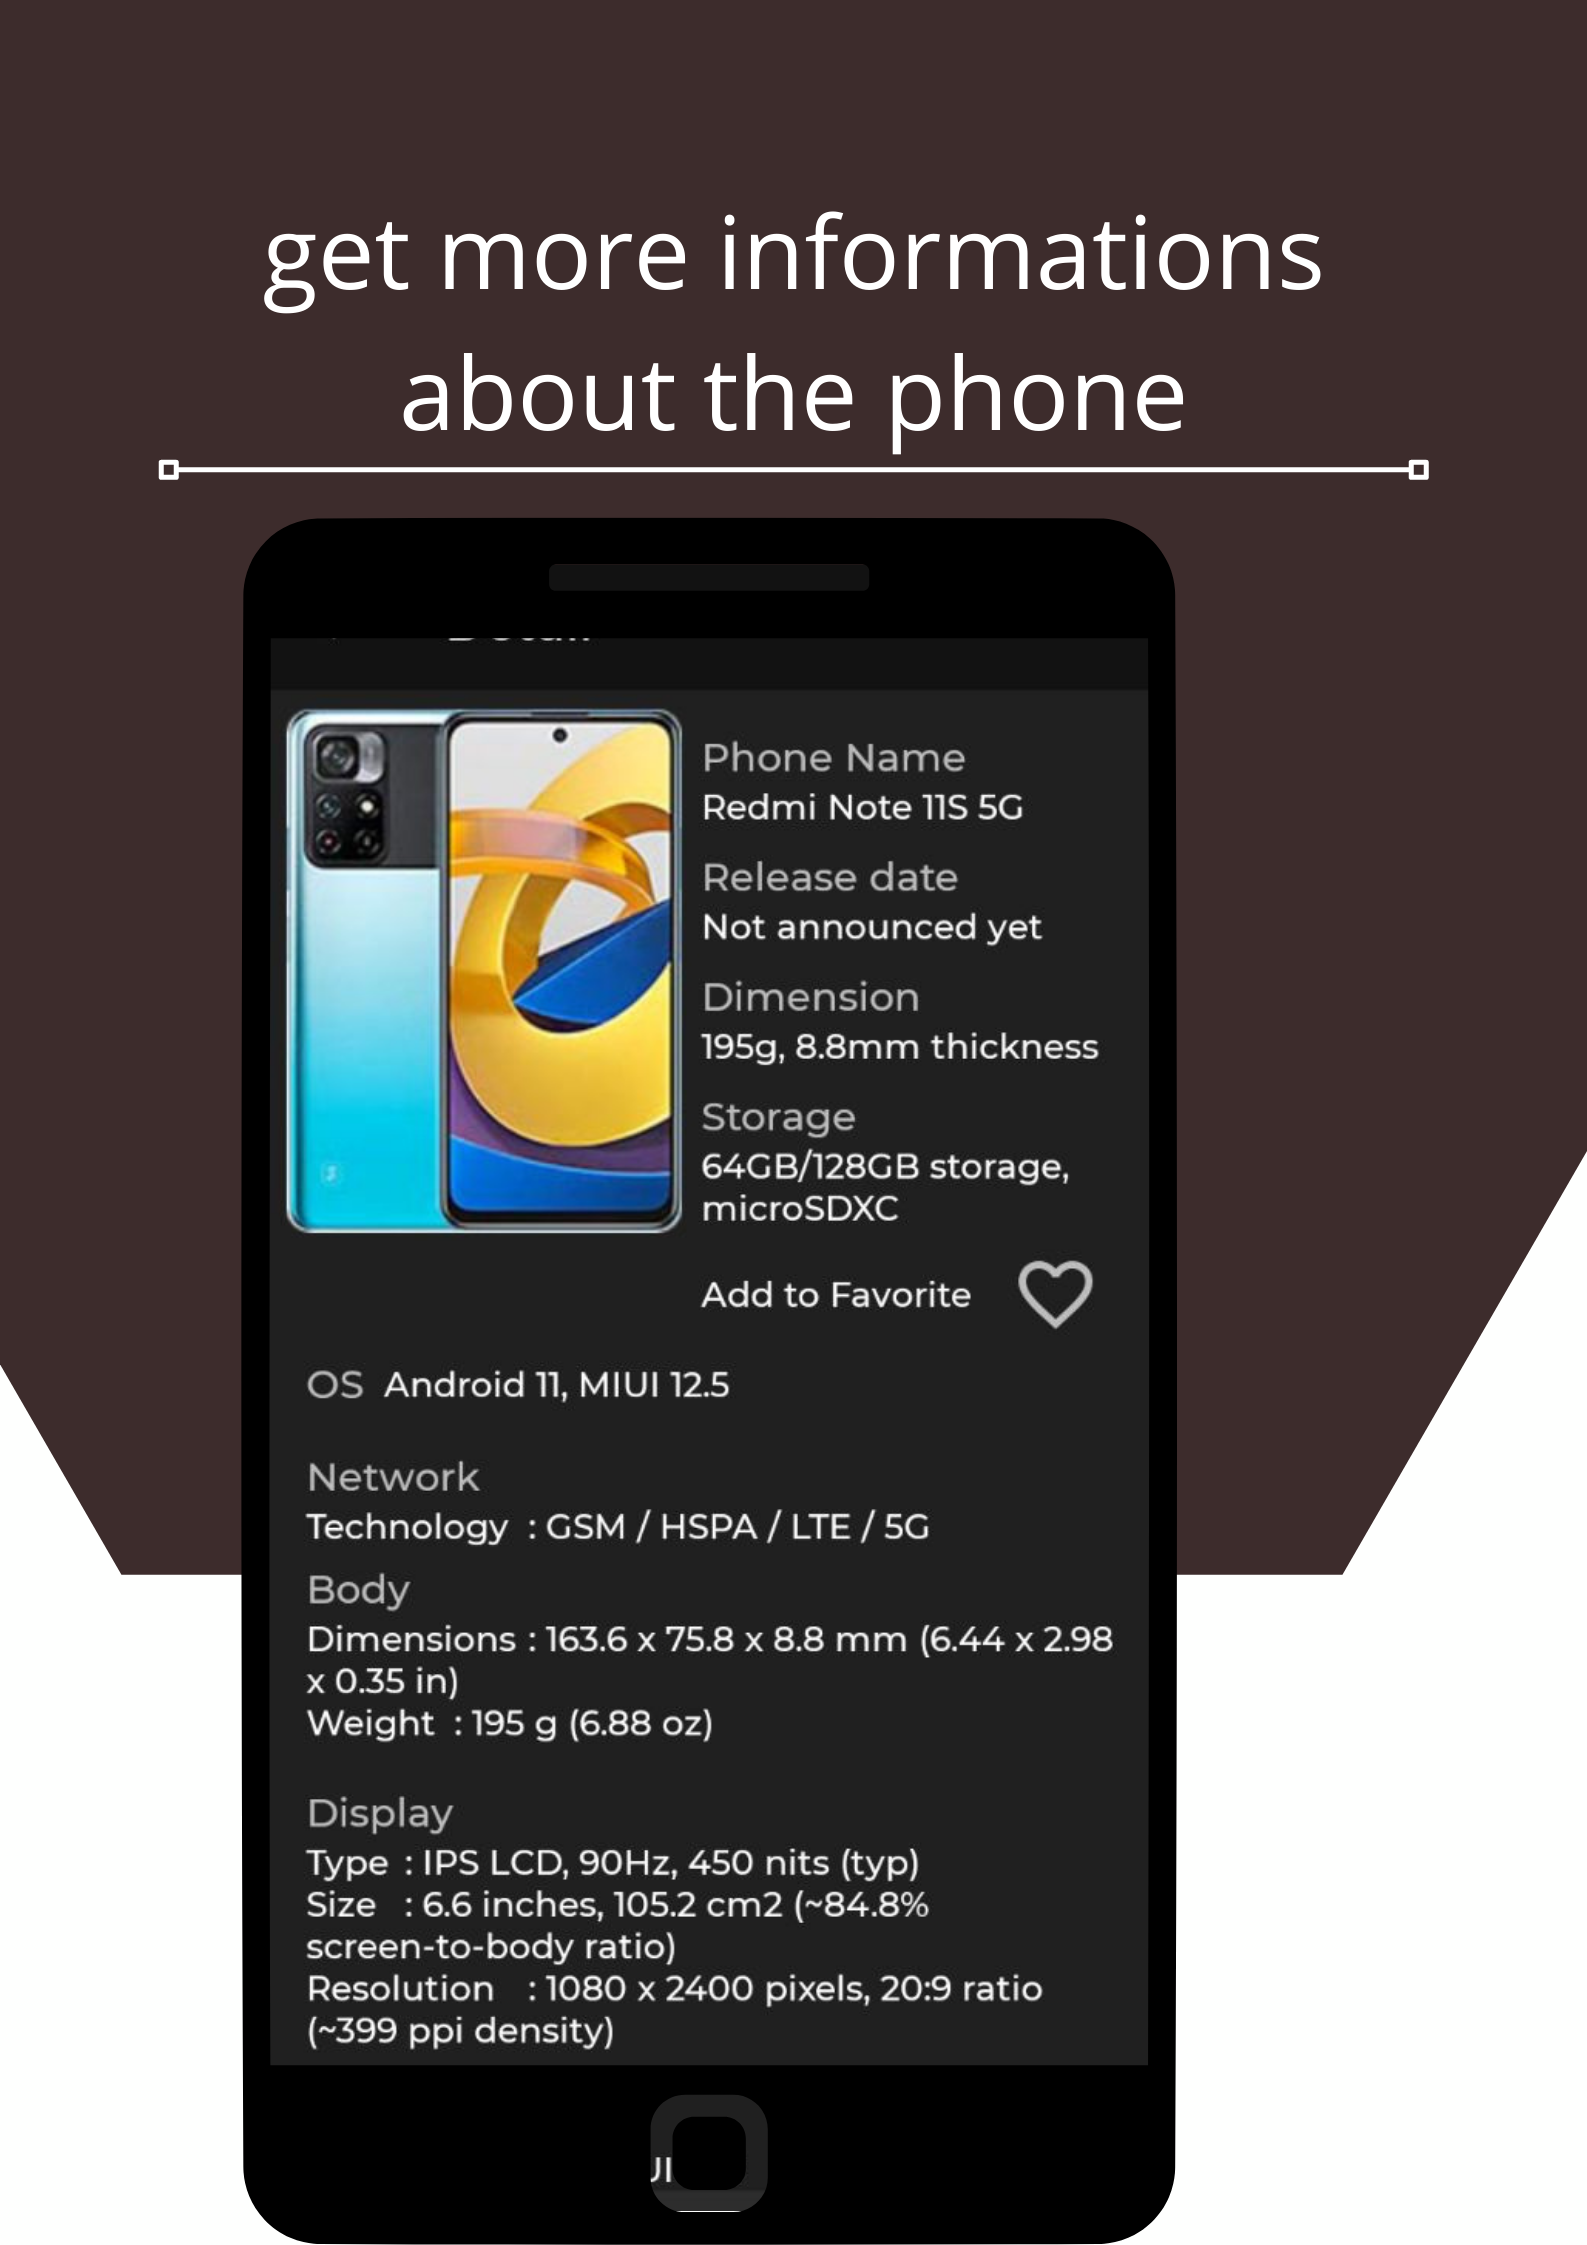 get more informations
about the phone
Phone Name
Redmi Note 11S 5G
Release date
Not announced yet
Dimension
195g, 8.8mm thickness
Storage
64GB/128GB storage,
microSDXC
Add to Favorite
OS Android 11, MIUI 12.5
Network
Technology : GSM / HSPA / LTE / 5G
Body
Dimensions : 163.6 x 75.8 x 8.8 mm (6.44 x 2.98
x 0.35 in)
Weight : 195 g (6.88 oz)
Display
Type : IPS LCD, 90Hz, 450 nits (typ)
Size : 6.6 inches, 105.2 cm2 (~84.8%
screen-to-body ratio)
Resolution : 1080 x 2400 pixels, 20:9 ratio
(~399 ppi density)